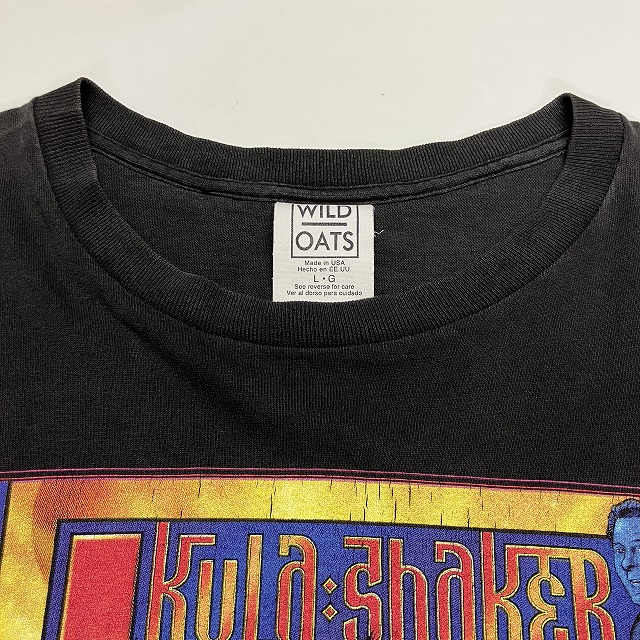 WILD
OATS
Made in USA
Hecho en EE.UU.
L • G
See reverse for care
Ver al dorso para cuidado
KULA:SHAKER